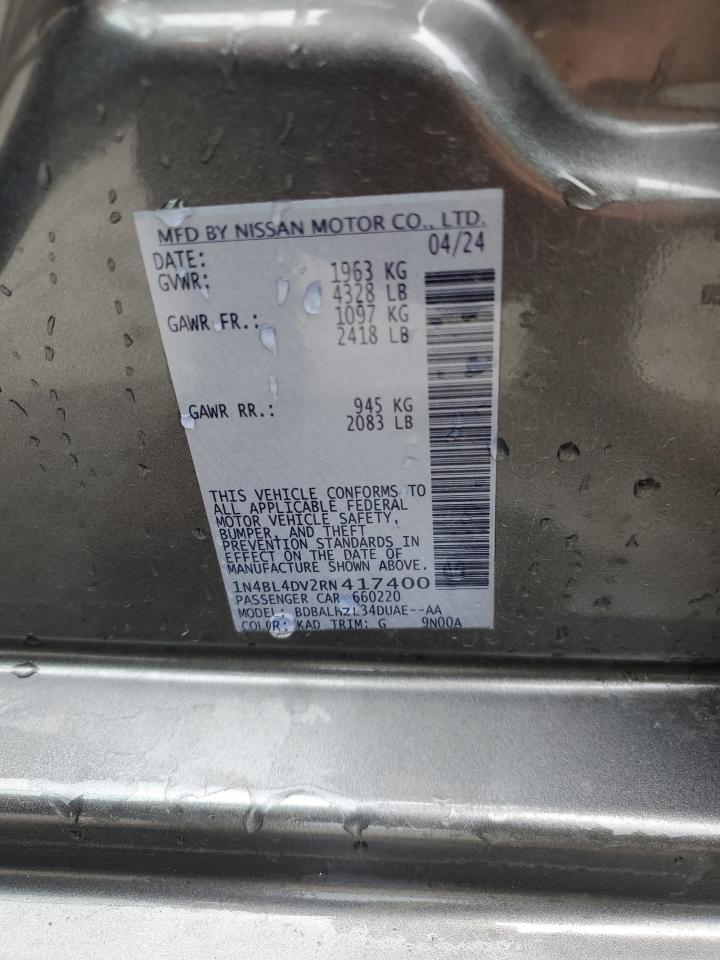 MFD BY NISSAN MOTOR CO., LTD.
DATE: 04/24
GVWR: 1963 KG
4328 LB
GAWR FR.: 1097 KG
2418 LB
GAWR RR.: 945 KG
2083 LB
THIS VEHICLE CONFORMS TO
ALL APPLICABLE FEDERAL
MOTOR VEHICLE SAFETY,
BUMPER, AND THEFT
PREVENTION STANDARDS IN
EFFECT ON THE DATE OF
MANUFACTURE SHOWN ABOVE.
1N4BL4DV2RN417400
PASSENGER CAR 660220
MODEL:
COLOR: KAD TRIM: G 9N00A